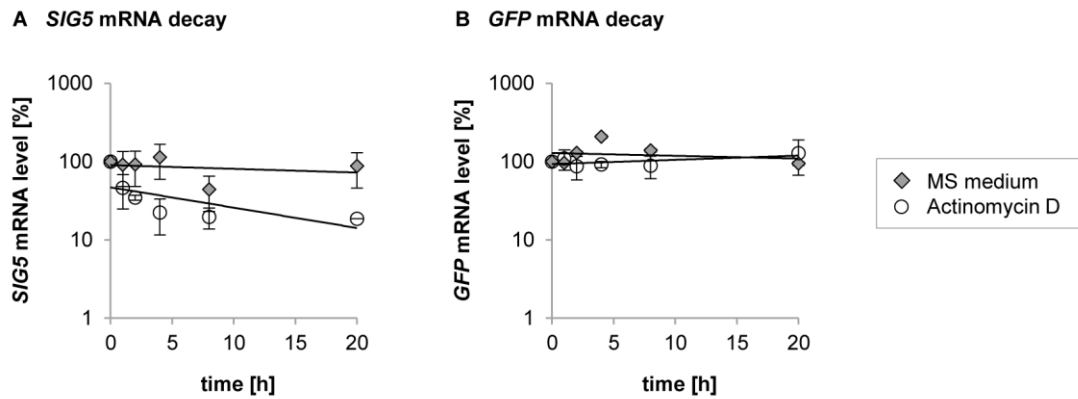 A SIG5 mRNA decay
SIG5 mRNA level [%]
1000
100
10
1
0 5 10 15 20
time [h]
B GFP mRNA decay
GFP mRNA level [%]
1000
100
10
1
0 5 10 15 20
time [h]
MS medium
Actinomycin D